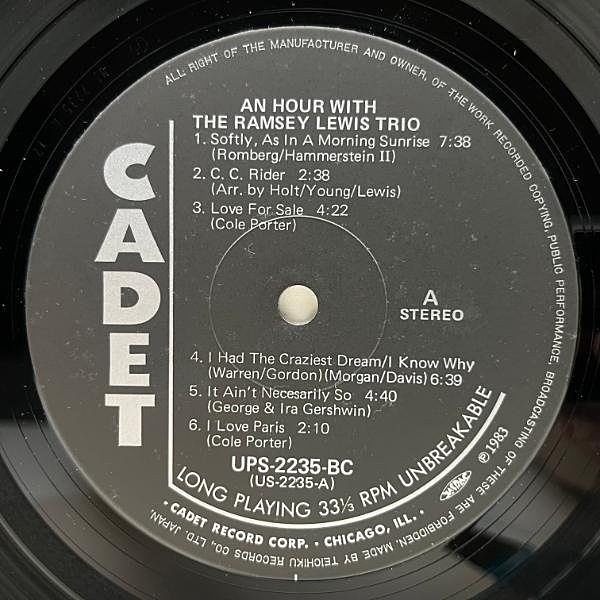 ALL RIGHT OF THE MANUFACTURER AND OWNER, OF THE WORK RECORDED COPYING, PUBLIC PERFORMANCE, BROADCASTING OF THESE ARE FORBIDDEN. MADE BY TEICHIKU RECORDS CO., LTD. JAPAN.
CADET
AN HOUR WITH
THE RAMSEY LEWIS TRIO
1. Softly, As In A Morning Sunrise 7:38
(Romberg/Hammerstein II)
2. C. C. Rider 2:38
(Arr. by Holt/Young/Lewis)
3. Love For Sale 4:22
(Cole Porter)
A
STEREO
4. I Had The Craziest Dream/I Know Why
(Warren/Gordon)(Morgan/Davis) 6:39
5. It Ain't Necesarily So 4:40
(George & Ira Gershwin)
6. I Love Paris 2:10
(Cole Porter)
UPS-2235-BC
(US-2235-A)
LONG PLAYING 33⅓ RPM UNBREAKABLE
℗ 1983
• CADET RECORD CORP. • CHICAGO, ILL. •